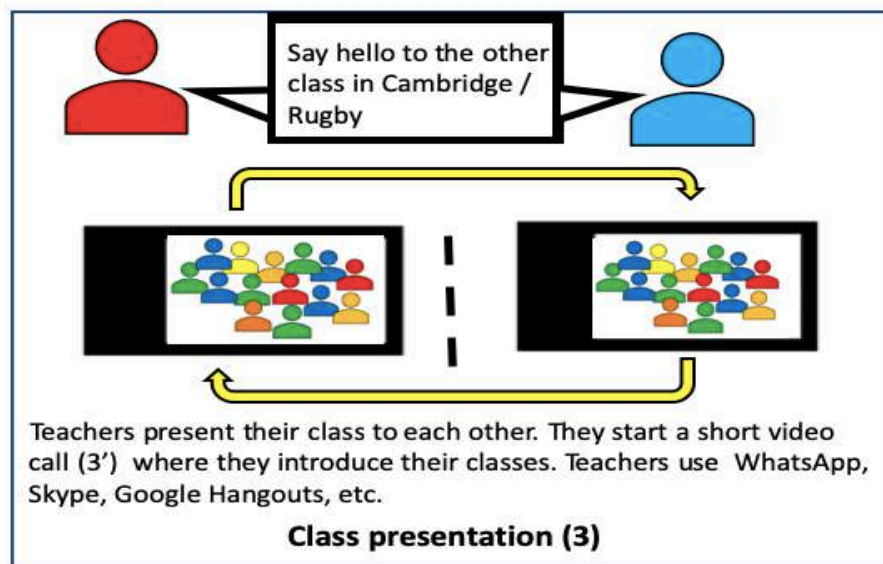 Say hello to the other
class in Cambridge /
Rugby
Teachers present their class to each other. They start a short video
call (3’) where they introduce their classes. Teachers use WhatsApp,
Skype, Google Hangouts, etc.
Class presentation (3)